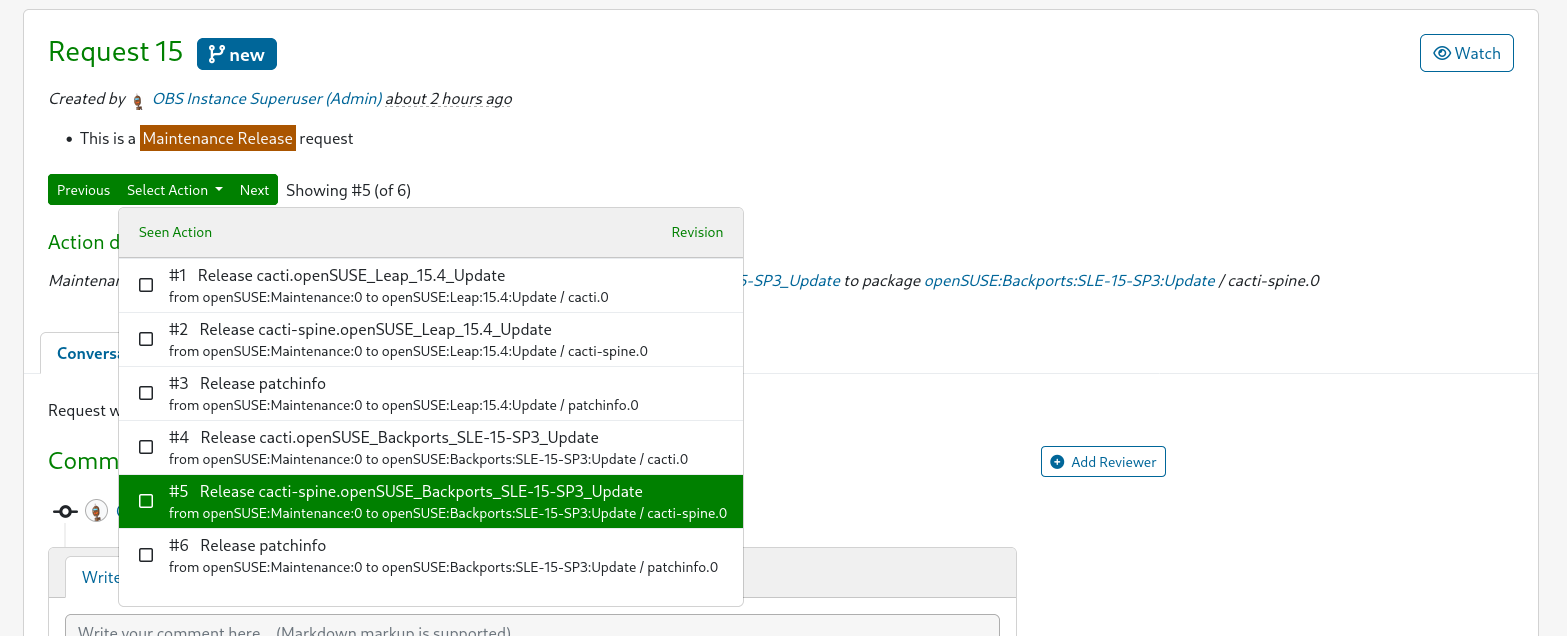 Request 15 new Watch
Created by OBS Instance Superuser (Admin) about 2 hours ago
• This is a Maintenance Release request
Previous Select Action Next Showing #5 (of 6)
Seen Action Revision
Action d
#1 Release cacti.openSUSE_Leap_15.4_Update
from openSUSE:Maintenance:0 to openSUSE:Leap:15.4:Update / cacti.0
Maintenan 5-SP3_Update to package openSUSE:Backports:SLE-15-SP3:Update / cacti-spine.0
#2 Release cacti-spine.openSUSE_Leap_15.4_Update
from openSUSE:Maintenance:0 to openSUSE:Leap:15.4:Update / cacti-spine.0
Conversa
#3 Release patchinfo
from openSUSE:Maintenance:0 to openSUSE:Leap:15.4:Update / patchinfo.0
Request w
#4 Release cacti.openSUSE_Backports_SLE-15-SP3_Update
from openSUSE:Maintenance:0 to openSUSE:Backports:SLE-15-SP3:Update / cacti.0
Comm Add Reviewer
#5 Release cacti-spine.openSUSE_Backports_SLE-15-SP3_Update
from openSUSE:Maintenance:0 to openSUSE:Backports:SLE-15-SP3:Update / cacti-spine.0
#6 Release patchinfo
from openSUSE:Maintenance:0 to openSUSE:Backports:SLE-15-SP3:Update / patchinfo.0
Write
Write your comment here... (Markdown markup is supported)